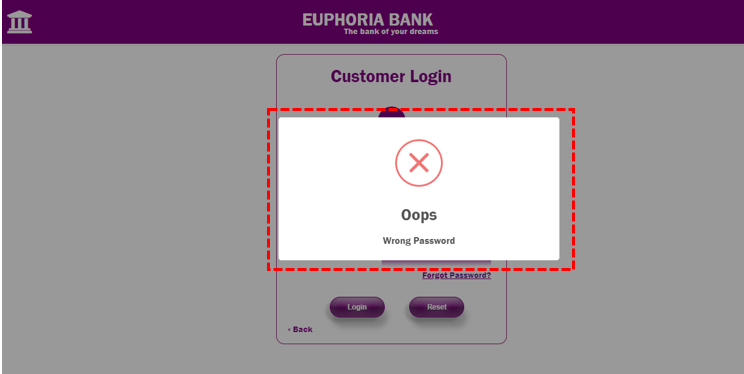 EUPHORIA BANK
The bank of your dreams
Customer Login
Oops
Wrong Password
Forgot Password?
Login Reset
< Back